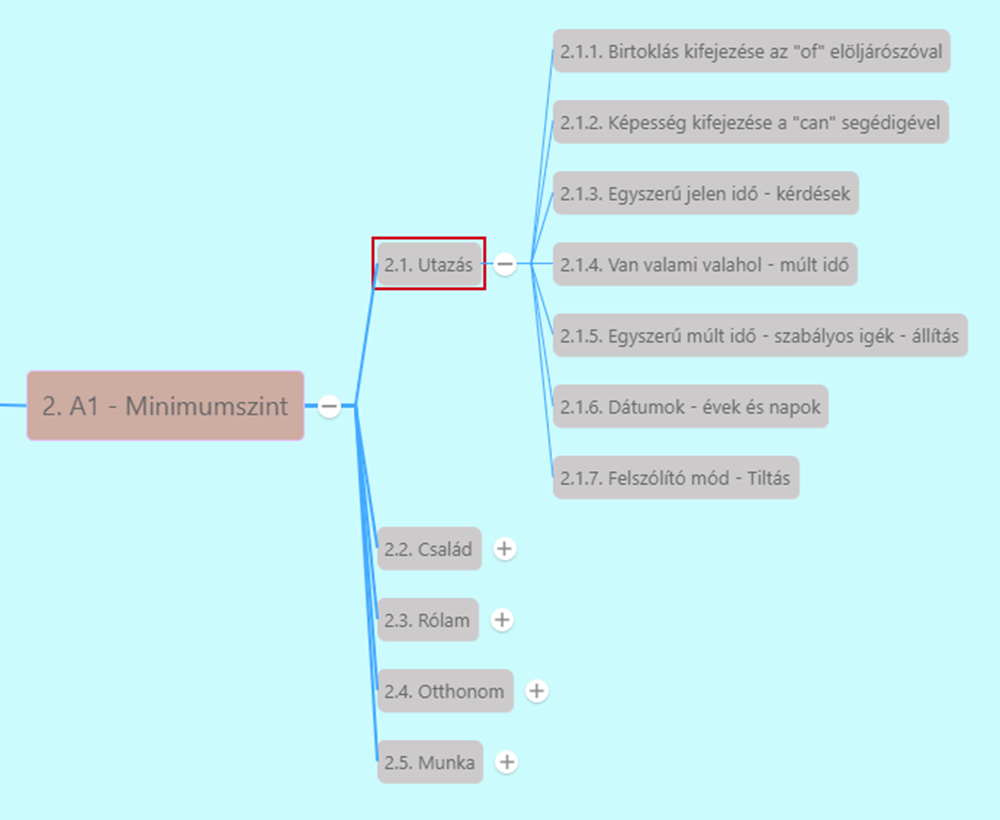 2. A1 - Minimumszint
2.1. Utazás
2.1.1. Birtoklás kifejezése az "of" elöljárószóval
2.1.2. Képesség kifejezése a "can" segédigével
2.1.3. Egyszerű jelen idő - kérdések
2.1.4. Van valami valahol - múlt idő
2.1.5. Egyszerű múlt idő - szabályos igék - állítás
2.1.6. Dátumok - évek és napok
2.1.7. Felszólító mód - Tiltás
2.2. Család
2.3. Rólam
2.4. Otthonom
2.5. Munka